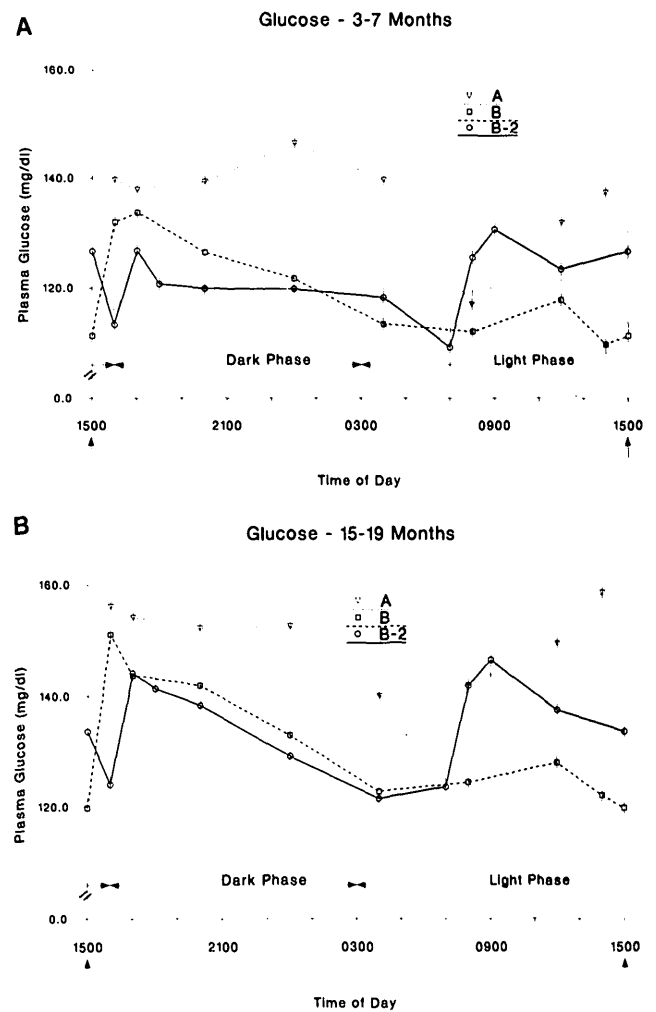 A
Glucose - 3-7 Months
160.0
A
B
B-2
140.0
Plasma Glucose (mg/dl)
120.0
Dark Phase
Light Phase
0.0
1500
2100
0300
0900
1500
Time of Day
B
Glucose - 15-19 Months
160.0
A
B
B-2
140.0
Plasma Glucose (mg/dl)
120.0
Dark Phase
Light Phase
0.0
1500
2100
0300
0900
1500
Time of Day